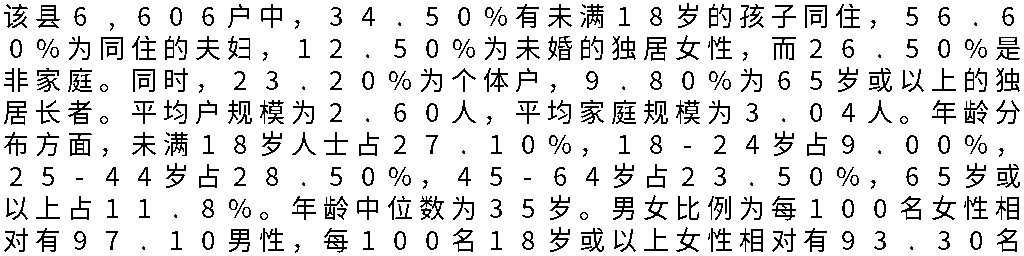 该县6,606户中，34.50%有未满18岁的孩子同住，56.6
0%为同住的夫妇，12.50%为未婚的独居女性，而26.50%是
非家庭。同时，23.20%为个体户，9.80%为65岁或以上的独
居长者。平均户规模为2.60人，平均家庭规模为3.04人。年龄分
布方面，未满18岁人士占27.10%，18-24岁占9.00%，
25-44岁占28.50%，45-64岁占23.50%，65岁或
以上占11.8%。年龄中位数为35岁。男女比例为每100名女性相
对有97.10男性，每100名18岁或以上女性相对有93.30名